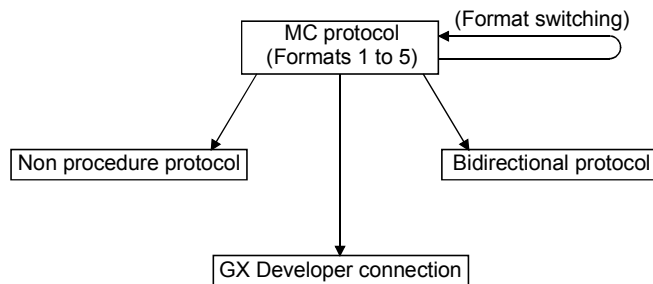 (Format switching)
MC protocol
(Formats 1 to 5)
Non procedure protocol
Bidirectional protocol
GX Developer connection